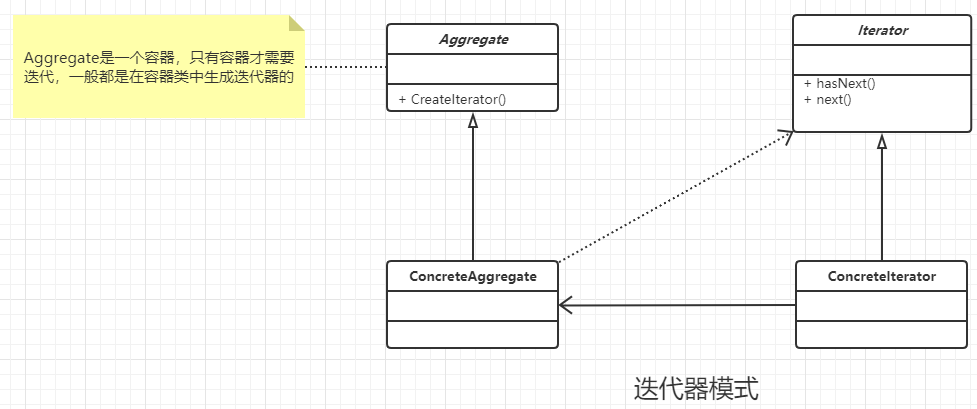 Aggregate是一个容器，只有容器才需要
迭代，一般都是在容器类中生成迭代器的
Aggregate
+ CreateIterator()
Iterator
+ hasNext()
+ next()
ConcreteAggregate
ConcreteIterator
迭代器模式